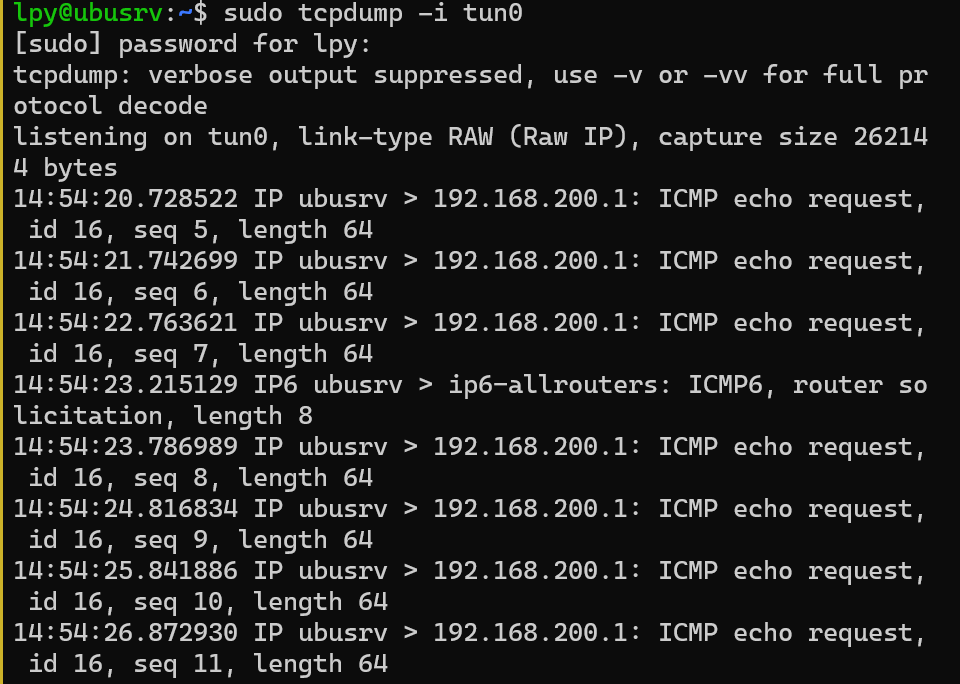 lpy@ubusrv:~$ sudo tcpdump -i tun0
[sudo] password for lpy:
tcpdump: verbose output suppressed, use -v or -vv for full pr
otocol decode
listening on tun0, link-type RAW (Raw IP), capture size 26214
4 bytes
14:54:20.728522 IP ubusrv > 192.168.200.1: ICMP echo request,
 id 16, seq 5, length 64
14:54:21.742699 IP ubusrv > 192.168.200.1: ICMP echo request,
 id 16, seq 6, length 64
14:54:22.763621 IP ubusrv > 192.168.200.1: ICMP echo request,
 id 16, seq 7, length 64
14:54:23.215129 IP6 ubusrv > ip6-allrouters: ICMP6, router so
licitation, length 8
14:54:23.786989 IP ubusrv > 192.168.200.1: ICMP echo request,
 id 16, seq 8, length 64
14:54:24.816834 IP ubusrv > 192.168.200.1: ICMP echo request,
 id 16, seq 9, length 64
14:54:25.841886 IP ubusrv > 192.168.200.1: ICMP echo request,
 id 16, seq 10, length 64
14:54:26.872930 IP ubusrv > 192.168.200.1: ICMP echo request,
 id 16, seq 11, length 64